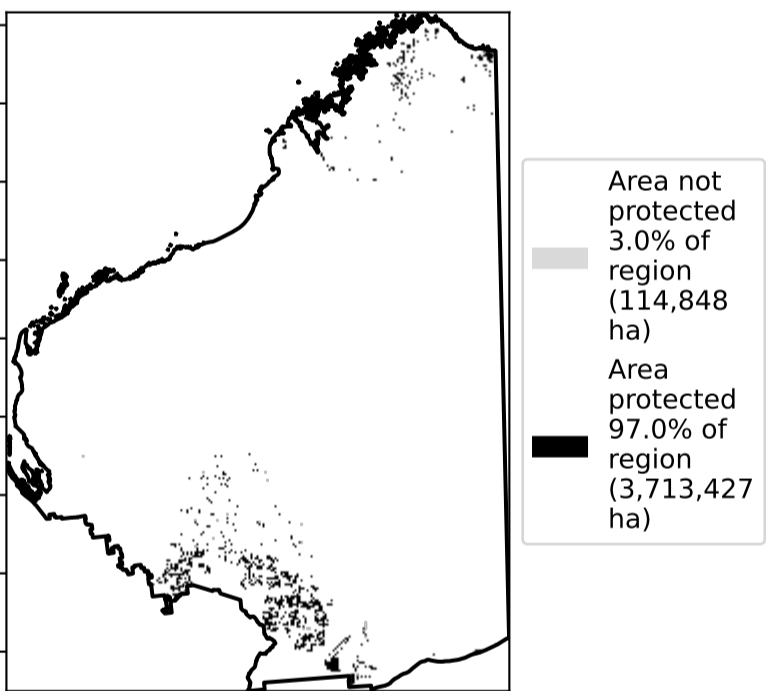 Area not
protected
3.0% of
region
(114,848
ha)
Area
protected
97.0% of
region
(3,713,427
ha)